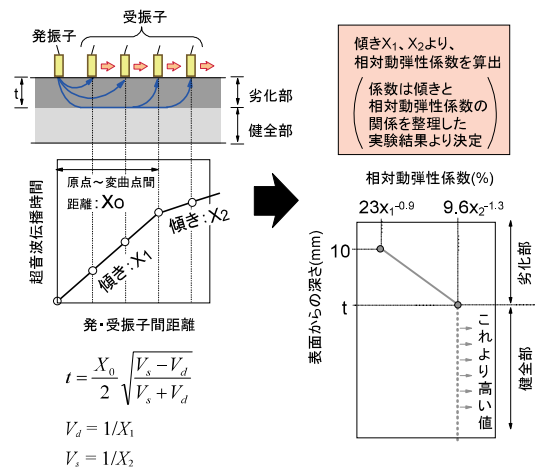 受振子
発振子
t
劣化部
健全部
原点～変曲点間
距離：X0
傾き：X1
傾き：X2
超音波伝播時間
発・受振子間距離
t = X0/2 √((Vs − Vd)/(Vs + Vd))
Vd = 1/X1
Vs = 1/X2
傾きX1、X2より、
相対動弾性係数を算出
係数は傾きと
相対動弾性係数の
関係を整理した
実験結果より決定
相対動弾性係数(%)
23x1^-0.9
9.6x2^-1.3
10
t
表面からの深さ(mm)
これより高い値
劣化部
健全部